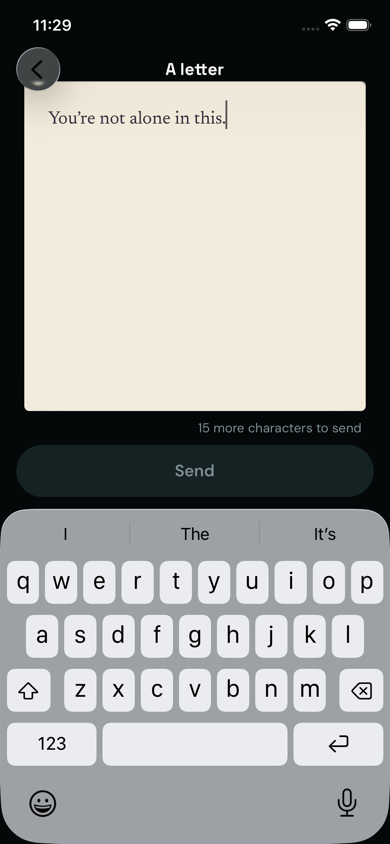 11:29
A letter
You’re not alone in this.
15 more characters to send
Send
I The It’s
q w e r t y u i o p
a s d f g h j k l
z x c v b n m
123